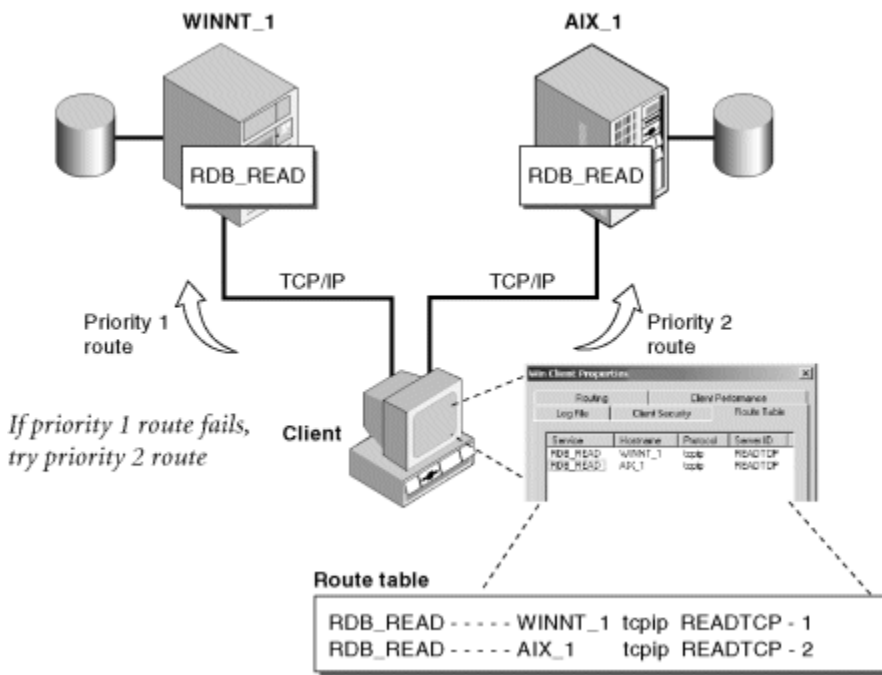 WINNT_1
AIX_1
RDB_READ
RDB_READ
TCP/IP
TCP/IP
Priority 1
route
Priority 2
route
If priority 1 route fails,
try priority 2 route
Client
Win Client Properties
Routing Client Performance
Log File Client Security Route Table
Service Hostname Protocol Server ID
RDB_READ WINNT_1 tcpip READTCP
RDB_READ AIX_1 tcpip READTCP
Route table
RDB_READ - - - - - WINNT_1 tcpip READTCP - 1
RDB_READ - - - - - AIX_1 tcpip READTCP - 2